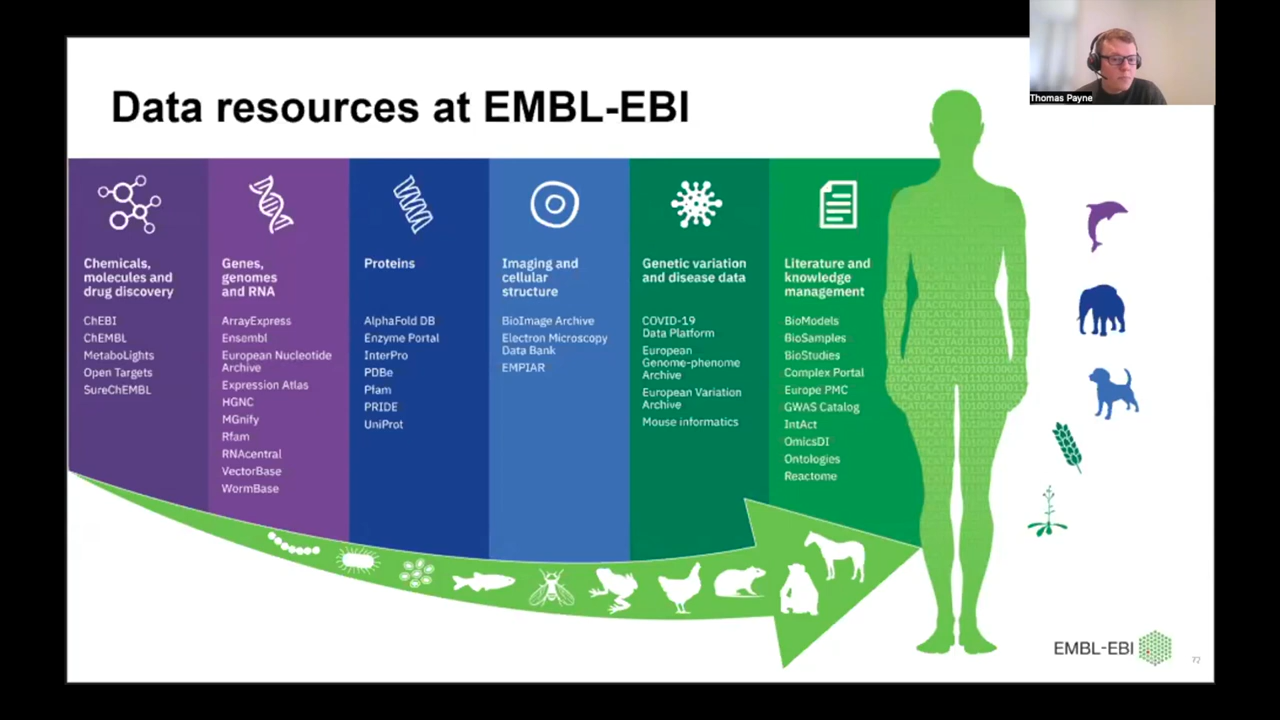 Thomas Payne
Data resources at EMBL-EBI
Chemicals,
molecules and
drug discovery
ChEBI
ChEMBL
MetaboLights
Open Targets
SureChEMBL
Genes,
genomes
and RNA
ArrayExpress
Ensembl
European Nucleotide
Archive
Expression Atlas
HGNC
MGnify
Rfam
RNAcentral
VectorBase
WormBase
Proteins
AlphaFold DB
Enzyme Portal
InterPro
PDBe
Pfam
PRIDE
UniProt
Imaging and
cellular
structure
BioImage Archive
Electron Microscopy
Data Bank
EMPIAR
Genetic variation
and disease data
COVID-19
Data Platform
European
Genome-phenome
Archive
European Variation
Archive
Mouse informatics
Literature and
knowledge
management
BioModels
BioSamples
BioStudies
Complex Portal
Europe PMC
GWAS Catalog
IntAct
OmicsDI
Ontologies
Reactome
EMBL-EBI